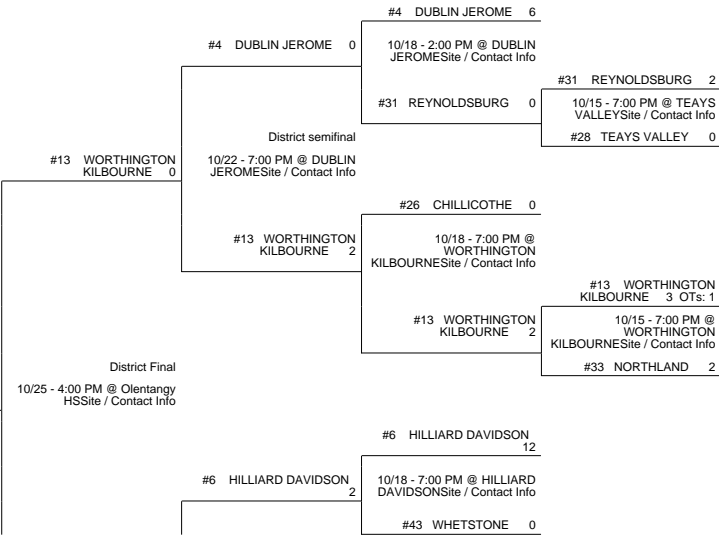 #4 DUBLIN JEROME 6
#4 DUBLIN JEROME 0
10/18 - 2:00 PM @ DUBLIN
JEROMESite / Contact Info
#31 REYNOLDSBURG 2
#31 REYNOLDSBURG 0
10/15 - 7:00 PM @ TEAYS
VALLEYSite / Contact Info
#28 TEAYS VALLEY 0
District semifinal
10/22 - 7:00 PM @ DUBLIN
JEROMESite / Contact Info
#13 WORTHINGTON
KILBOURNE 0
#26 CHILLICOTHE 0
#13 WORTHINGTON
KILBOURNE 2
10/18 - 7:00 PM @
WORTHINGTON
KILBOURNESite / Contact Info
#13 WORTHINGTON
KILBOURNE 3 OTs: 1
#13 WORTHINGTON
KILBOURNE 2
10/15 - 7:00 PM @
WORTHINGTON
KILBOURNESite / Contact Info
#33 NORTHLAND 2
District Final
10/25 - 4:00 PM @ Olentangy
HSSite / Contact Info
#6 HILLIARD DAVIDSON
12
#6 HILLIARD DAVIDSON
2
10/18 - 7:00 PM @ HILLIARD
DAVIDSONSite / Contact Info
#43 WHETSTONE 0